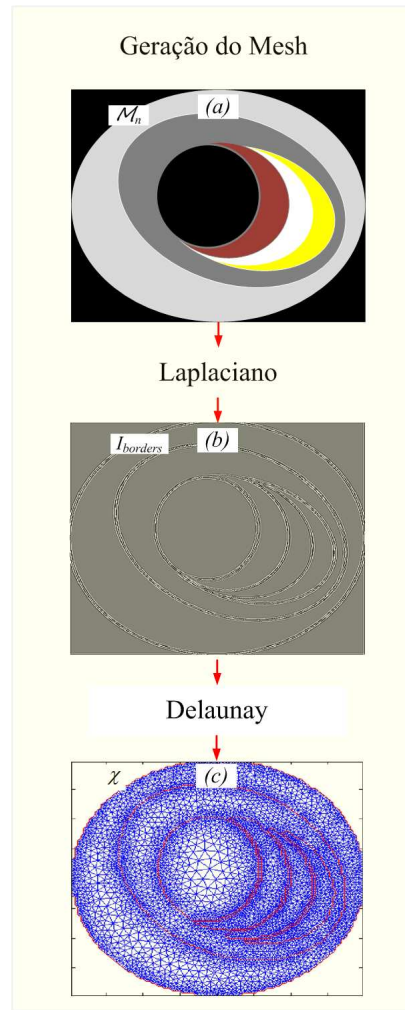 Geração do Mesh
(a)
Mn
Laplaciano
(b)
Iborders
Delaunay
χ (c)